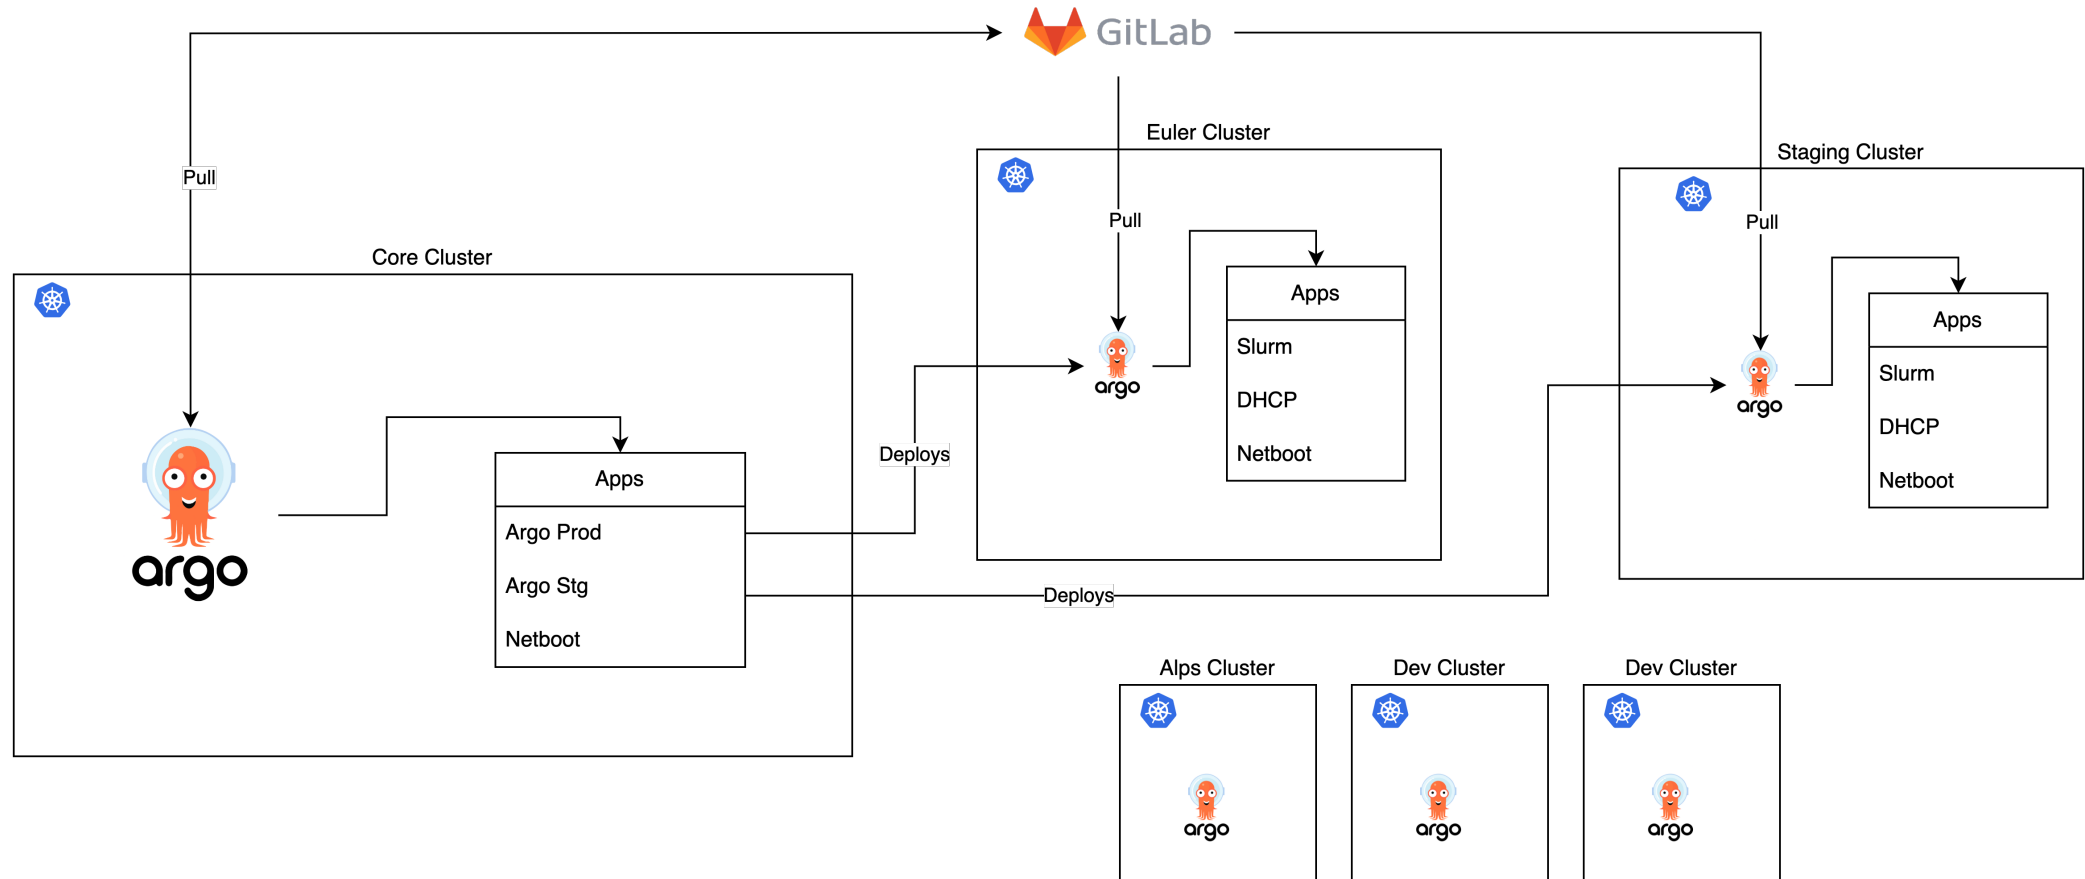 GitLab
Pull
Core Cluster
argo
Apps
Argo Prod
Argo Stg
Netboot
Deploys
Deploys
Euler Cluster
Pull
argo
Apps
Slurm
DHCP
Netboot
Staging Cluster
Pull
argo
Apps
Slurm
DHCP
Netboot
Alps Cluster
argo
Dev Cluster
argo
Dev Cluster
argo